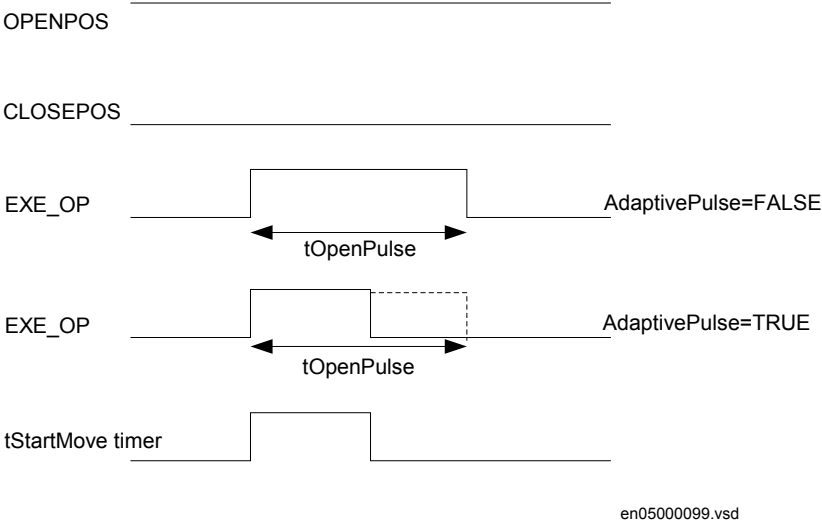 OPENPOS
CLOSEPOS
EXE_OP
AdaptivePulse=FALSE
tOpenPulse
EXE_OP
AdaptivePulse=TRUE
tOpenPulse
tStartMove timer
en05000099.vsd